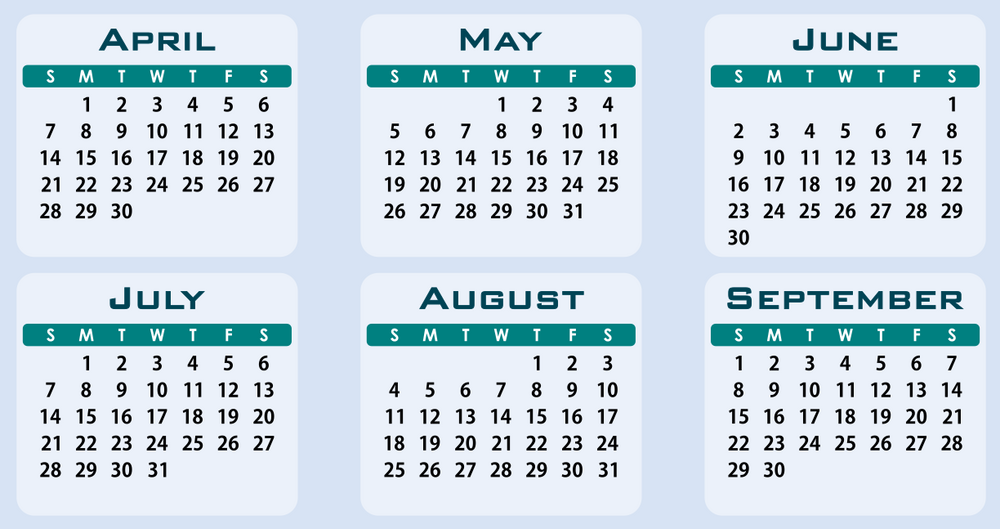 APRIL
S M T W T F S
1 2 3 4 5 6
7 8 9 10 11 12 13
14 15 16 17 18 19 20
21 22 23 24 25 26 27
28 29 30
MAY
S M T W T F S
1 2 3 4
5 6 7 8 9 10 11
12 13 14 15 16 17 18
19 20 21 22 23 24 25
26 27 28 29 30 31
JUNE
S M T W T F S
1
2 3 4 5 6 7 8
9 10 11 12 13 14 15
16 17 18 19 20 21 22
23 24 25 26 27 28 29
30
JULY
S M T W T F S
1 2 3 4 5 6
7 8 9 10 11 12 13
14 15 16 17 18 19 20
21 22 23 24 25 26 27
28 29 30 31
AUGUST
S M T W T F S
1 2 3
4 5 6 7 8 9 10
11 12 13 14 15 16 17
18 19 20 21 22 23 24
25 26 27 28 29 30 31
SEPTEMBER
S M T W T F S
1 2 3 4 5 6 7
8 9 10 11 12 13 14
15 16 17 18 19 20 21
22 23 24 25 26 27 28
29 30